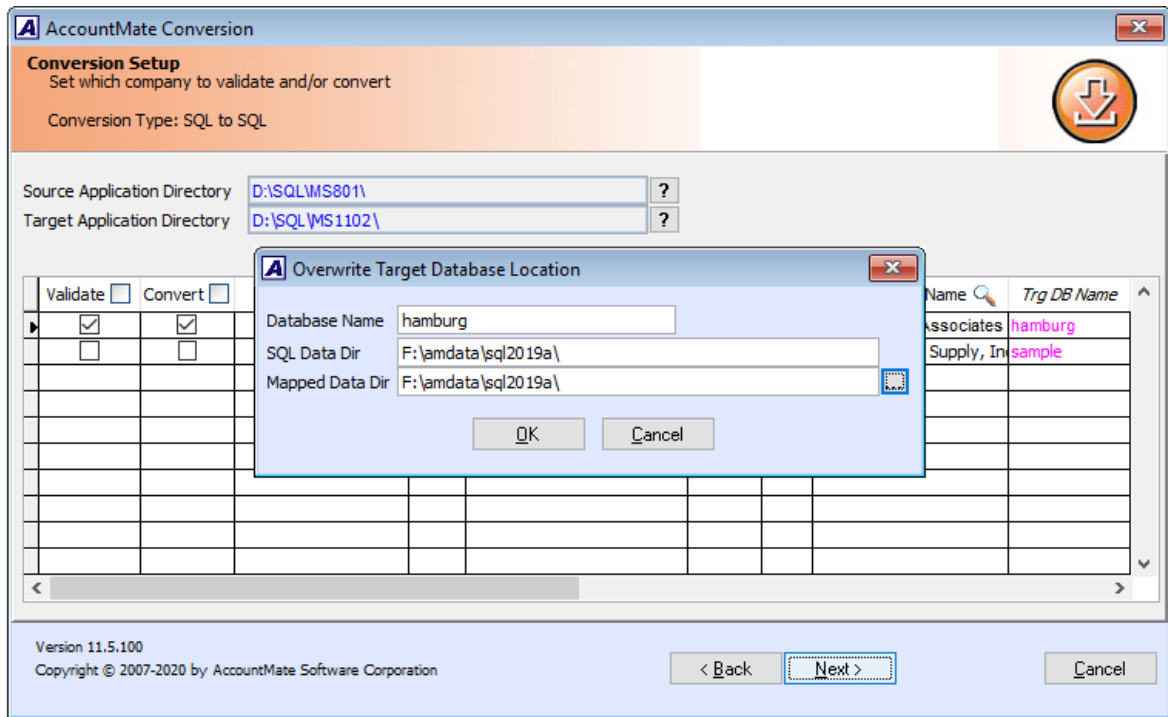 AccountMate Conversion
Conversion Setup
Set which company to validate and/or convert
Conversion Type: SQL to SQL
Source Application Directory D:\SQL\MS801\ ?
Target Application Directory D:\SQL\MS1102\ ?
Overwrite Target Database Location
Database Name hamburg
SQL Data Dir F:\amdata\sql2019a\
Mapped Data Dir F:\amdata\sql2019a\ ...
OK Cancel
Validate Convert Name Trg DB Name
Associates hamburg
Supply, In sample
Version 11.5.100
Copyright © 2007-2020 by AccountMate Software Corporation
< Back Next > Cancel